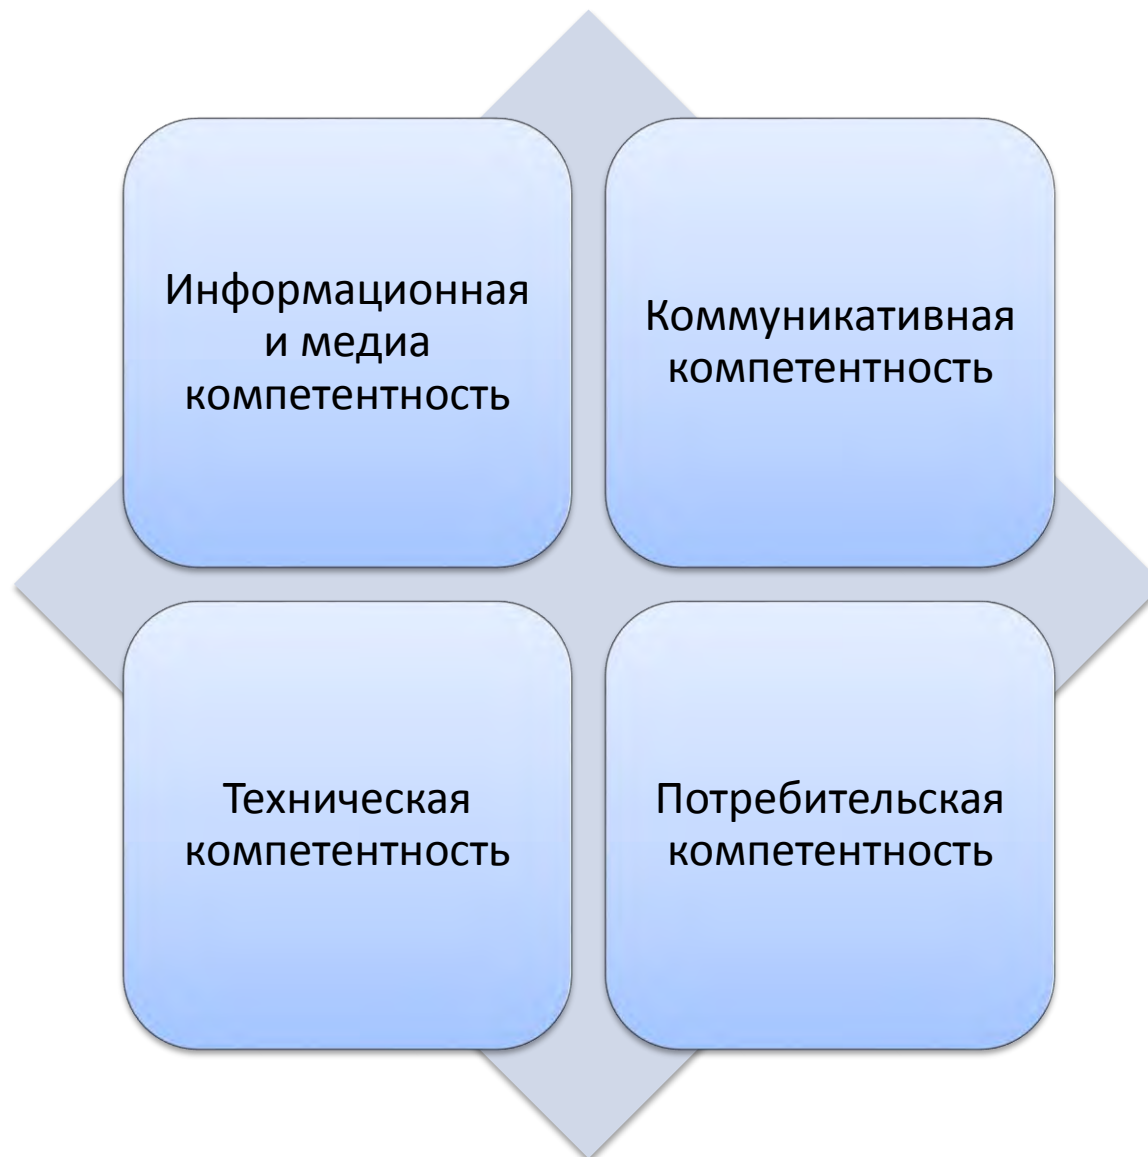 Информационная
и медиа
компетентность
Коммуникативная
компетентность
Техническая
компетентность
Потребительская
компетентность